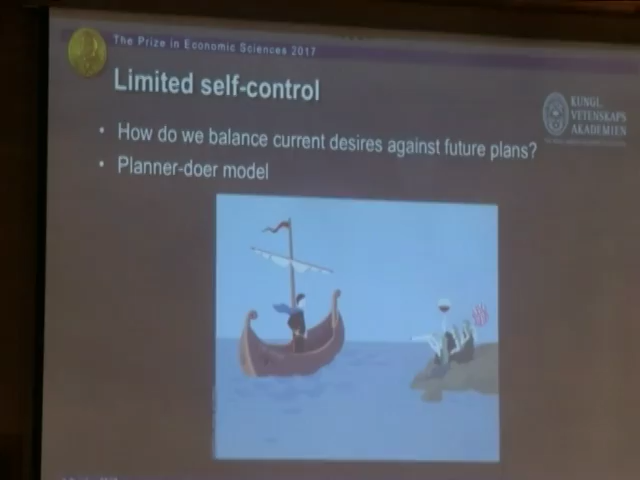 The Prize in Economic Sciences 2017
Limited self-control
KUNGL.
VETENSKAPS
AKADEMIEN
• How do we balance current desires against future plans?
• Planner-doer model